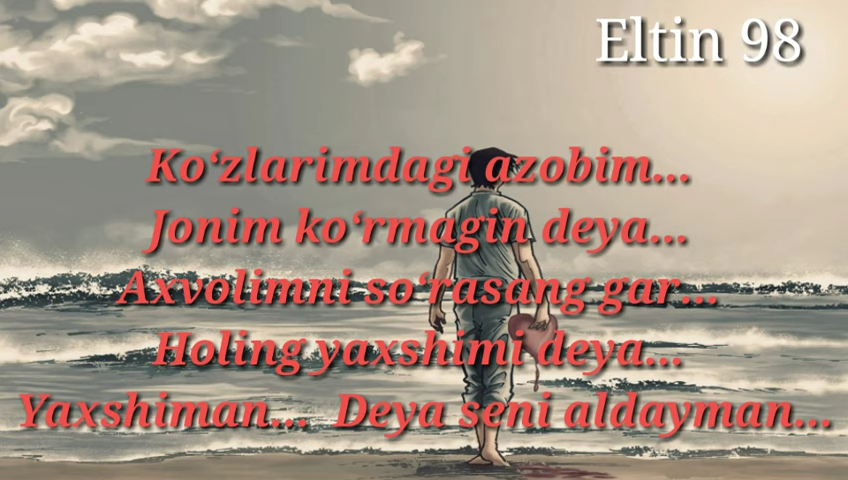 Eltin 98
Ko‘zlarimdagi azobim...
Jonim ko‘rmagin deya...
Axvolimni so‘rasang gar...
Holing yaxshimi deya...
Yaxshiman... Deya seni aldayman...